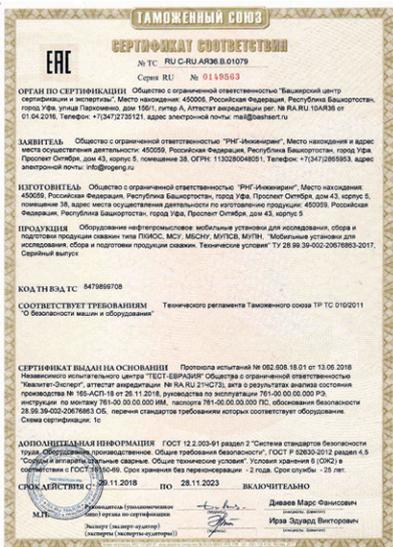 ТАМОЖЕННЫЙ СОЮЗ
СЕРТИФИКАТ СООТВЕТСТВИЯ
ЕАС
№ ТС RU C-RU.АЯ36.В.01079
Серия RU № 0149563
ОРГАН ПО СЕРТИФИКАЦИИ Общество с ограниченной ответственностью "Башкирский центр
сертификации и экспертизы", Место нахождения: 450006, Российская Федерация, Республика Башкортостан,
город Уфа, улица Пархоменко, дом 156/1, литер А, Аттестат аккредитации рег. № RA.RU.10АЯ36 от
01.04.2016, Телефон: +7(347)2735121, адрес электронной почты: mail@bashsert.ru
ЗАЯВИТЕЛЬ Общество с ограниченной ответственностью "РНГ-Инжиниринг", Место нахождения и адрес
места осуществления деятельности: 450059, Российская Федерация, Республика Башкортостан, город Уфа,
Проспект Октября, дом 43, корпус 5, помещение 38, ОГРН: 1130280048051, Телефон: +7(347)2665953, адрес
электронной почты: info@rogeng.ru
ИЗГОТОВИТЕЛЬ Общество с ограниченной ответственностью "РНГ-Инжиниринг", Место нахождения:
450059, Российская Федерация, Республика Башкортостан, город Уфа, Проспект Октября, дом 43, корпус 5,
помещение 38, адрес места осуществления деятельности по изготовлению продукции: 450059, Российская
Федерация, Республика Башкортостан, город Уфа, Проспект Октября, дом 43, корпус 5
ПРОДУКЦИЯ Оборудование нефтепромысловое: мобильные установки для исследования, сбора и
подготовки продукции скважин типа ПКИОС, МСУ, МБСНУ, МУПСВ, МУПН, "Мобильные установки для
исследования, сбора и подготовки продукции скважин. Технические условия" ТУ 28.99.39-002-20676863-2017,
Серийный выпуск
КОД ТН ВЭД ТС 8479899708
СООТВЕТСТВУЕТ ТРЕБОВАНИЯМ Технического регламента Таможенного союза ТР ТС 010/2011
"О безопасности машин и оборудования"
СЕРТИФИКАТ ВЫДАН НА ОСНОВАНИИ Протокола испытаний № 062.608.18.01 от 13.06.2018
Независимого испытательного центра "ТЕСТ-ЕВРАЗИЯ" Общества с ограниченной ответственностью
"Квалитет-Эксперт", аттестат аккредитации № RA.RU.21ЧС73, акта о результатах анализа состояния
производства № 165-АСП-18 от 26.11.2018, руководства по эксплуатации 761-00.00.00.000 РЭ,
инструкции по монтажу 761-00.00.00.000 ИМ, паспорта 761-00.00.00.000 ПС, обоснования безопасности
28.99.39-002-20676863 ОБ, перечня стандартов требованиям которых соответствует оборудование.
Схема сертификации: 1с
ДОПОЛНИТЕЛЬНАЯ ИНФОРМАЦИЯ ГОСТ 12.2.003-91 раздел 2 "Система стандартов безопасности
труда. Оборудование производственное. Общие требования безопасности", ГОСТ Р 52630-2012 раздел 4.5
"Сосуды и аппараты стальные сварные. Общие технические условия". Условия хранения 6 (ОЖ2) в
соответствии с ГОСТ 15150-69. Срок хранения без переконсервации - 2 года. Срок службы - 25 лет.
СРОК ДЕЙСТВИЯ С 29.11.2018 ПО 28.11.2023 ВКЛЮЧИТЕЛЬНО
М.П. Руководитель (уполномоченное
лицо) органа по сертификации
Диваев Марс Фанисович
Эксперт (эксперт-аудитор)
(эксперты (эксперты-аудиторы))
Ирза Эдвард Викторович